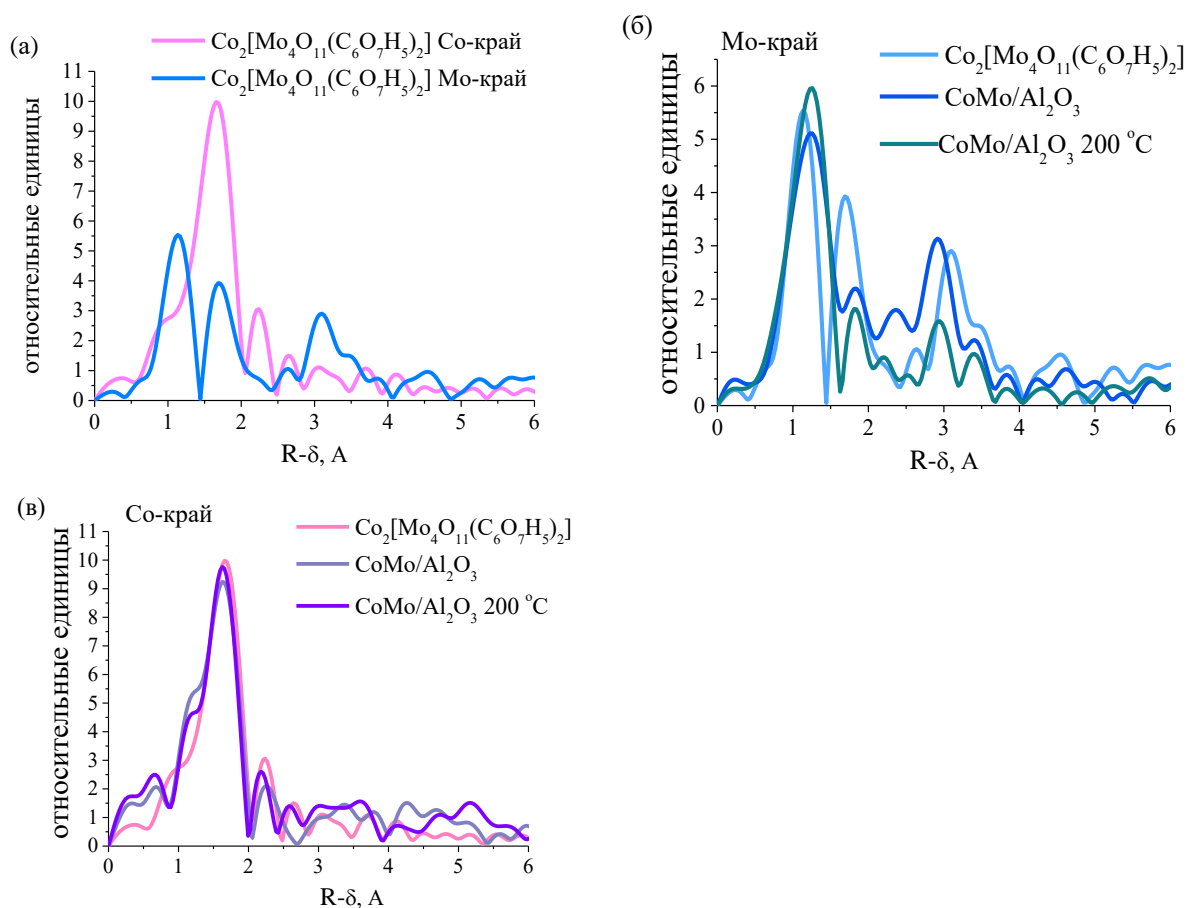 (а)
Co₂[Mo₄O₁₁(C₆O₇H₅)₂] Co-край
Co₂[Mo₄O₁₁(C₆O₇H₅)₂] Mo-край
относительные единицы
11
10
9
8
7
6
5
4
3
2
1
0
0 1 2 3 4 5 6
R-δ, A
(б)
Mo-край
Co₂[Mo₄O₁₁(C₆O₇H₅)₂]
CoMo/Al₂O₃
CoMo/Al₂O₃ 200 °C
относительные единицы
6
5
4
3
2
1
0
0 1 2 3 4 5 6
R-δ, A
(в)
Co-край
Co₂[Mo₄O₁₁(C₆O₇H₅)₂]
CoMo/Al₂O₃
CoMo/Al₂O₃ 200 °C
относительные единицы
11
10
9
8
7
6
5
4
3
2
1
0
0 1 2 3 4 5 6
R-δ, A